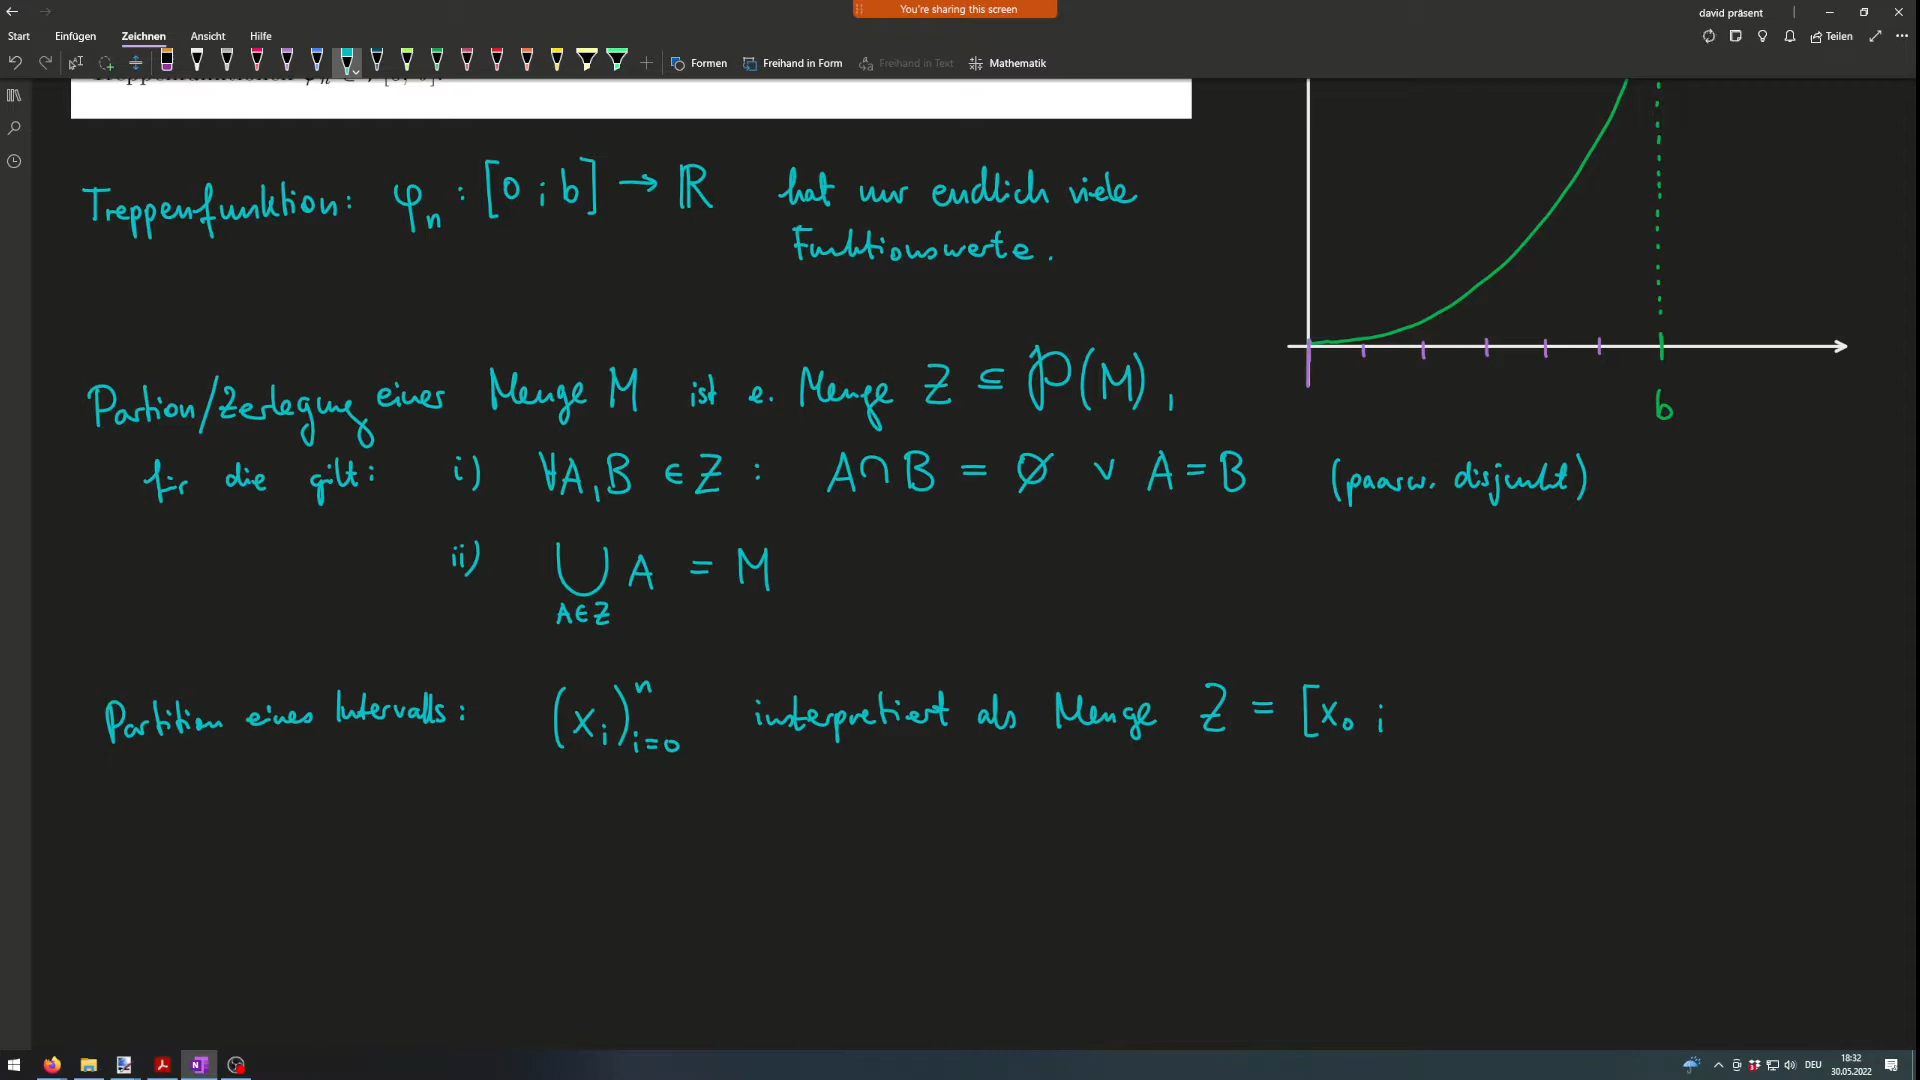 You're sharing this screen
david präsent
Start Einfügen Zeichnen Ansicht Hilfe
Teilen
Formen Freihand in Form Freihand in Text Mathematik
Treppenfunktion: φₙ : [0 ; b] → ℝ hat nur endlich viele
Funktionswerte.
Partion/Zerlegung einer Menge M ist e. Menge Z ⊆ 𝒫(M),
für die gilt: i) ∀A,B ∈ Z : A∩B = ∅ ∨ A = B (paarw. disjunkt)
ii) ⋃ A = M
A∈Z
Partition eines Intervalls: (xᵢ)ⁿᵢ₌₀ interpretiert als Menge Z = [x₀ ;
b
DEU
18:32
30.05.2022